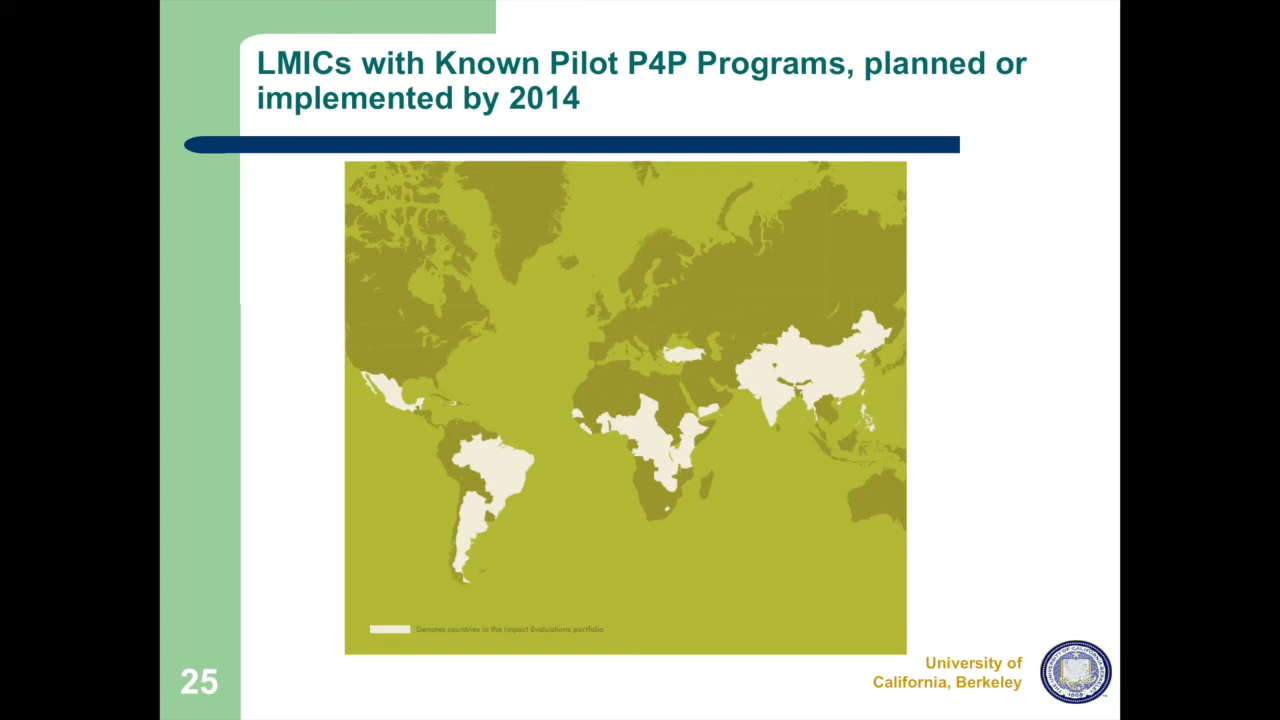 LMICs with Known Pilot P4P Programs, planned or
implemented by 2014
Denotes countries in the Impact Evaluations portfolio
25
University of
California, Berkeley